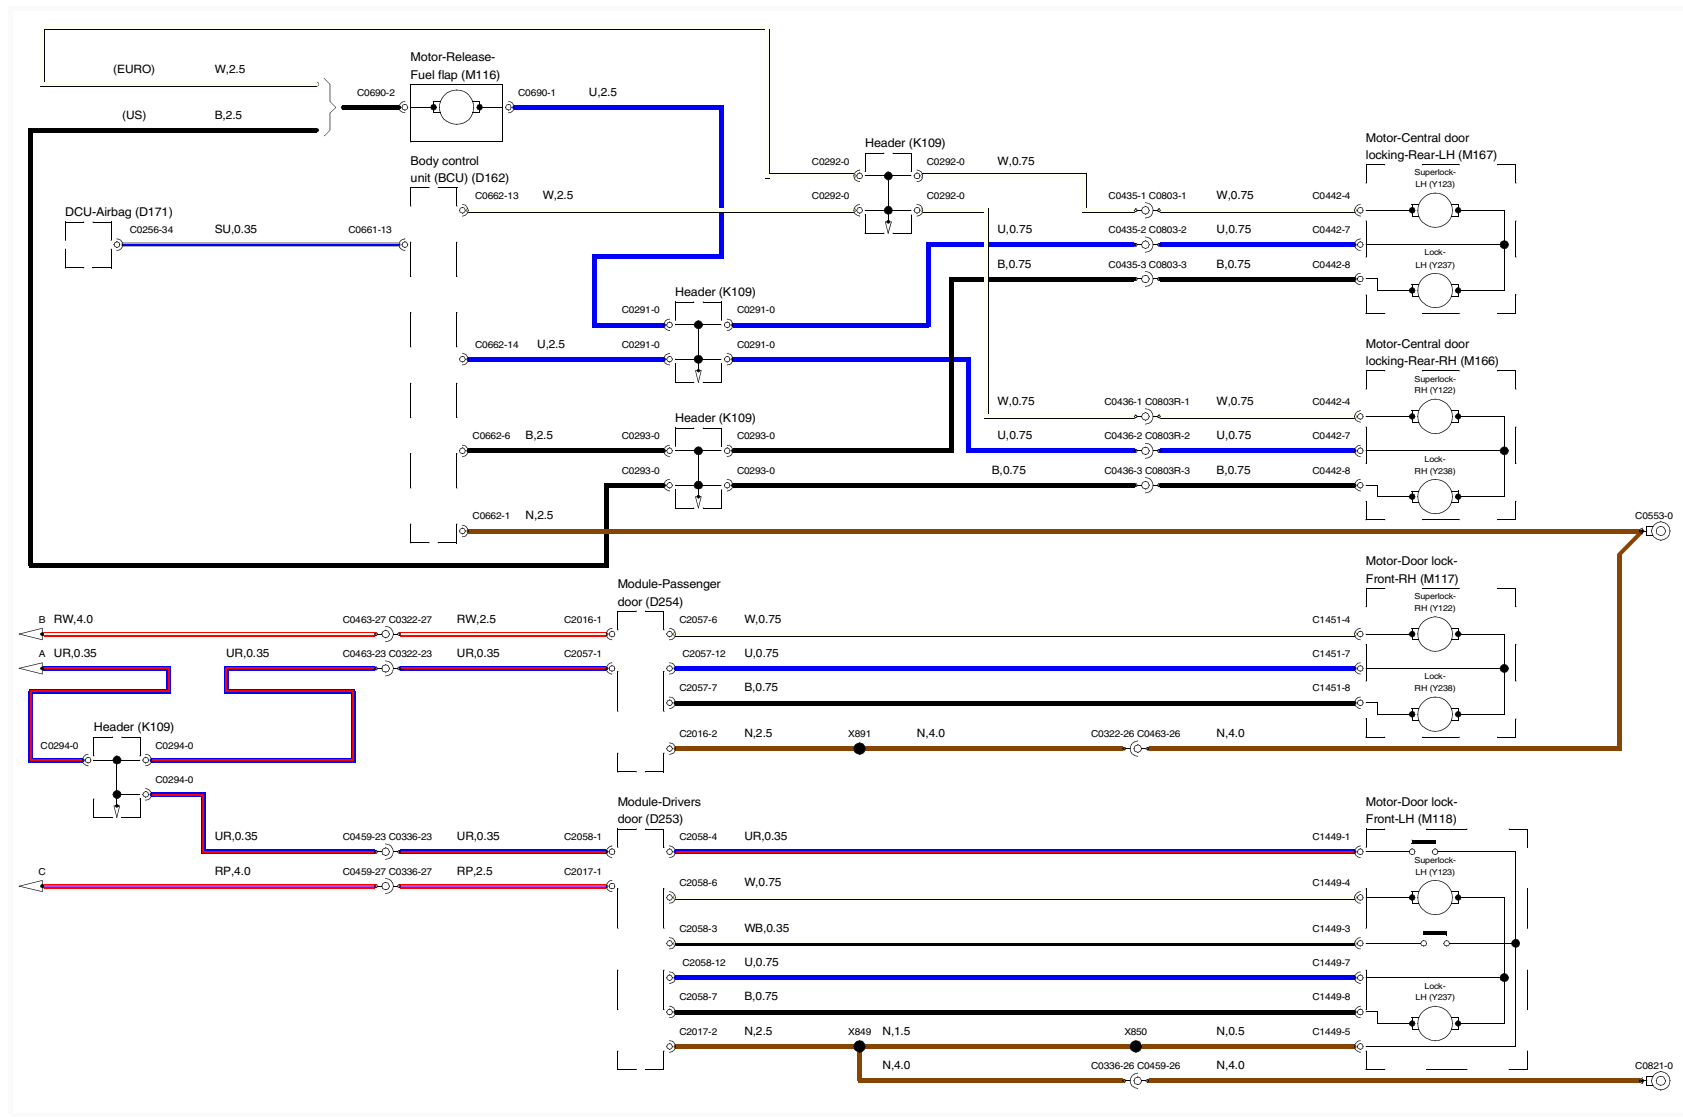 Motor-Release-
Fuel flap (M116)
(EURO) W,2.5
C0690-2 C0690-1 U,2.5
(US) B,2.5
Header (K109)
Motor-Central door
locking-Rear-LH (M167)
Body control
unit (BCU) (D162)
C0292-0 C0292-0 W,0.75
Superlock-
LH (Y123)
C0662-13 W,2.5
C0292-0 C0292-0
C0435-1 C0803-1 W,0.75 C0442-4
DCU-Airbag (D171)
C0256-34 SU,0.35 C0661-13
U,0.75 C0435-2 C0803-2 U,0.75 C0442-7
Lock-
LH (Y237)
B,0.75 C0435-3 C0803-3 B,0.75 C0442-8
Header (K109)
C0291-0 C0291-0
C0662-14 U,2.5 C0291-0 C0291-0
Motor-Central door
locking-Rear-RH (M166)
Superlock-
RH (Y122)
W,0.75 C0436-1 C0803R-1 W,0.75 C0442-4
Header (K109)
C0662-6 B,2.5 C0293-0 C0293-0
U,0.75 C0436-2 C0803R-2 U,0.75 C0442-7
Lock-
RH (Y238)
C0293-0 C0293-0
B,0.75 C0436-3 C0803R-3 B,0.75 C0442-8
C0662-1 N,2.5
C0553-0
Motor-Door lock-
Front-RH (M117)
Module-Passenger
door (D254)
Superlock-
RH (Y122)
B RW,4.0 C0463-27 C0322-27 RW,2.5 C2016-1
C2057-6 W,0.75 C1451-4
A UR,0.35 UR,0.35 C0463-23 C0322-23 UR,0.35 C2057-1
C2057-12 U,0.75 C1451-7
Lock-
RH (Y238)
C2057-7 B,0.75 C1451-8
Header (K109)
C0294-0 C0294-0
C2016-2 N,2.5 X891 N,4.0 C0322-26 C0463-26 N,4.0
C0294-0
Module-Drivers
door (D253)
Motor-Door lock-
Front-LH (M118)
UR,0.35 C0459-23 C0336-23 UR,0.35 C2058-1
C2058-4 UR,0.35 C1449-1
Superlock-
LH (Y123)
C RP,4.0 C0459-27 C0336-27 RP,2.5 C2017-1
C2058-6 W,0.75 C1449-4
C2058-3 WB,0.35 C1449-3
C2058-12 U,0.75 C1449-7
Lock-
LH (Y237)
C2058-7 B,0.75 C1449-8
C2017-2 N,2.5 X849 N,1.5 X850 N,0.5 C1449-5
N,4.0 C0336-26 C0459-26 N,4.0 C0821-0